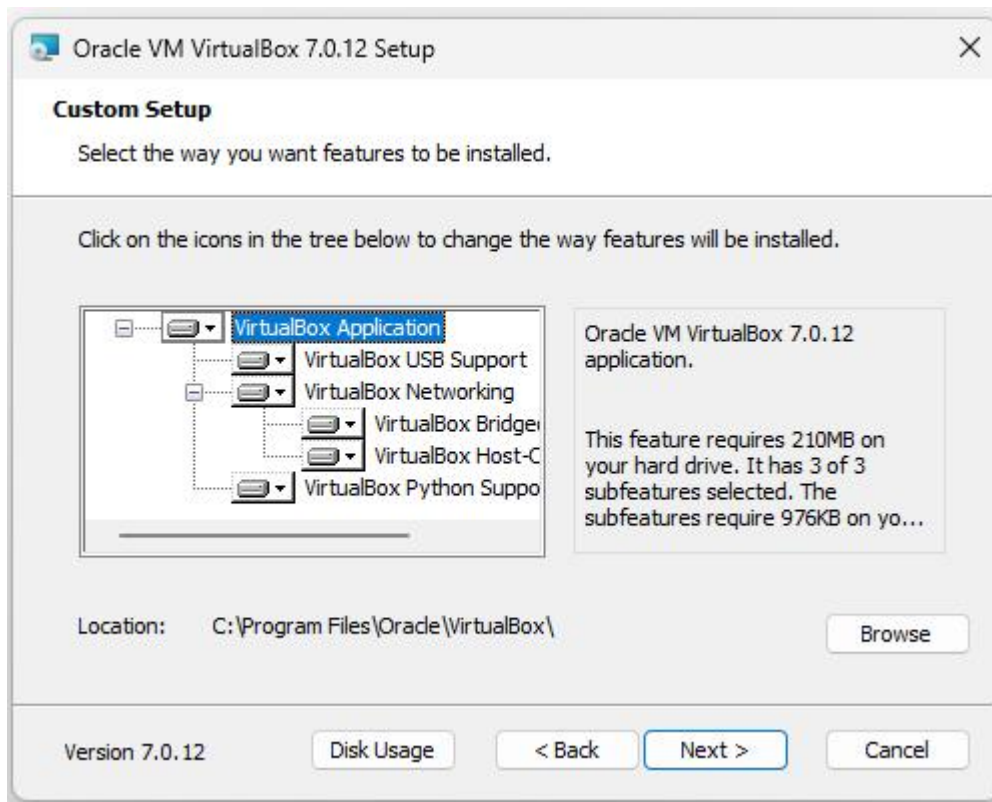 Oracle VM VirtualBox 7.0.12 Setup
Custom Setup
Select the way you want features to be installed.
Click on the icons in the tree below to change the way features will be installed.
VirtualBox Application
VirtualBox USB Support
VirtualBox Networking
VirtualBox
VirtualBox
VirtualBox Python
Oracle VM VirtualBox 7.0.12
application.
This feature requires 210MB on
your hard drive. It has 3 of 3
subfeatures selected. The
subfeatures require 976KB on yo...
Location: C:\Program Files\Oracle\VirtualBox\
Browse
Version 7.0.12
Disk Usage
< Back
Next >
Cancel